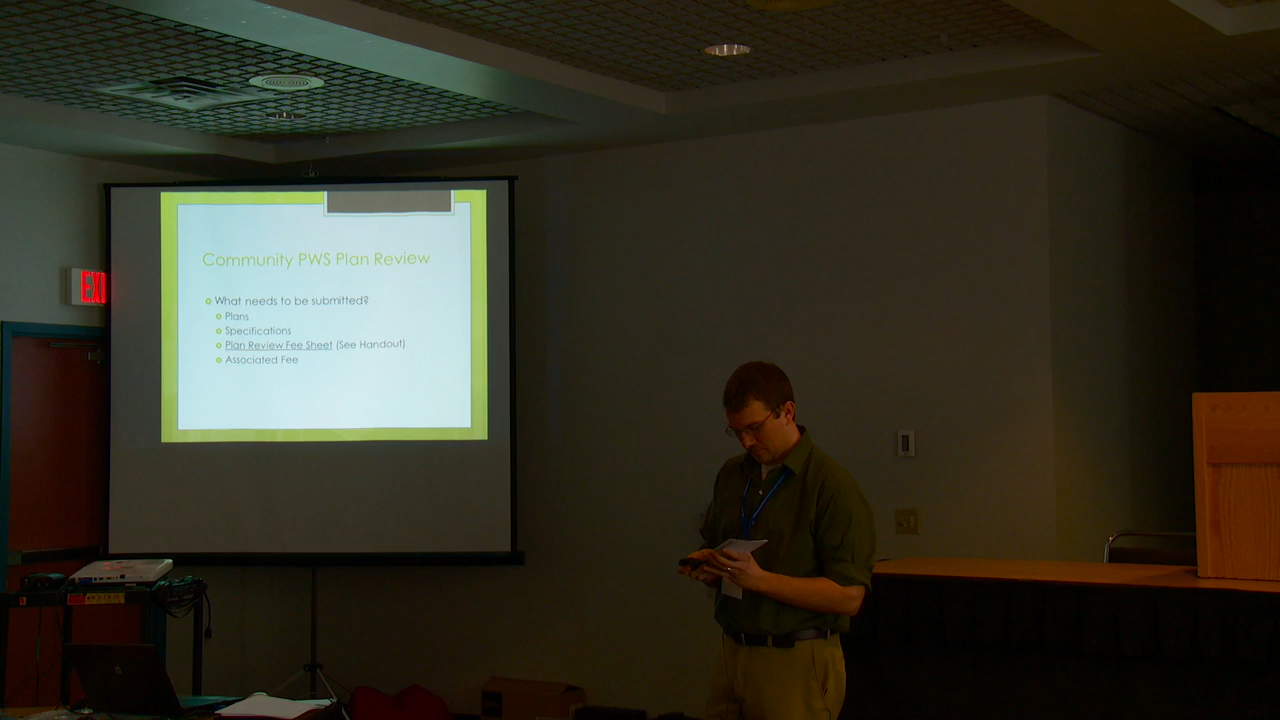 Community PWS Plan Review
What needs to be submitted?
Plans
Specifications
Plan Review Fee Sheet (See Handout)
Associated Fee
EXI